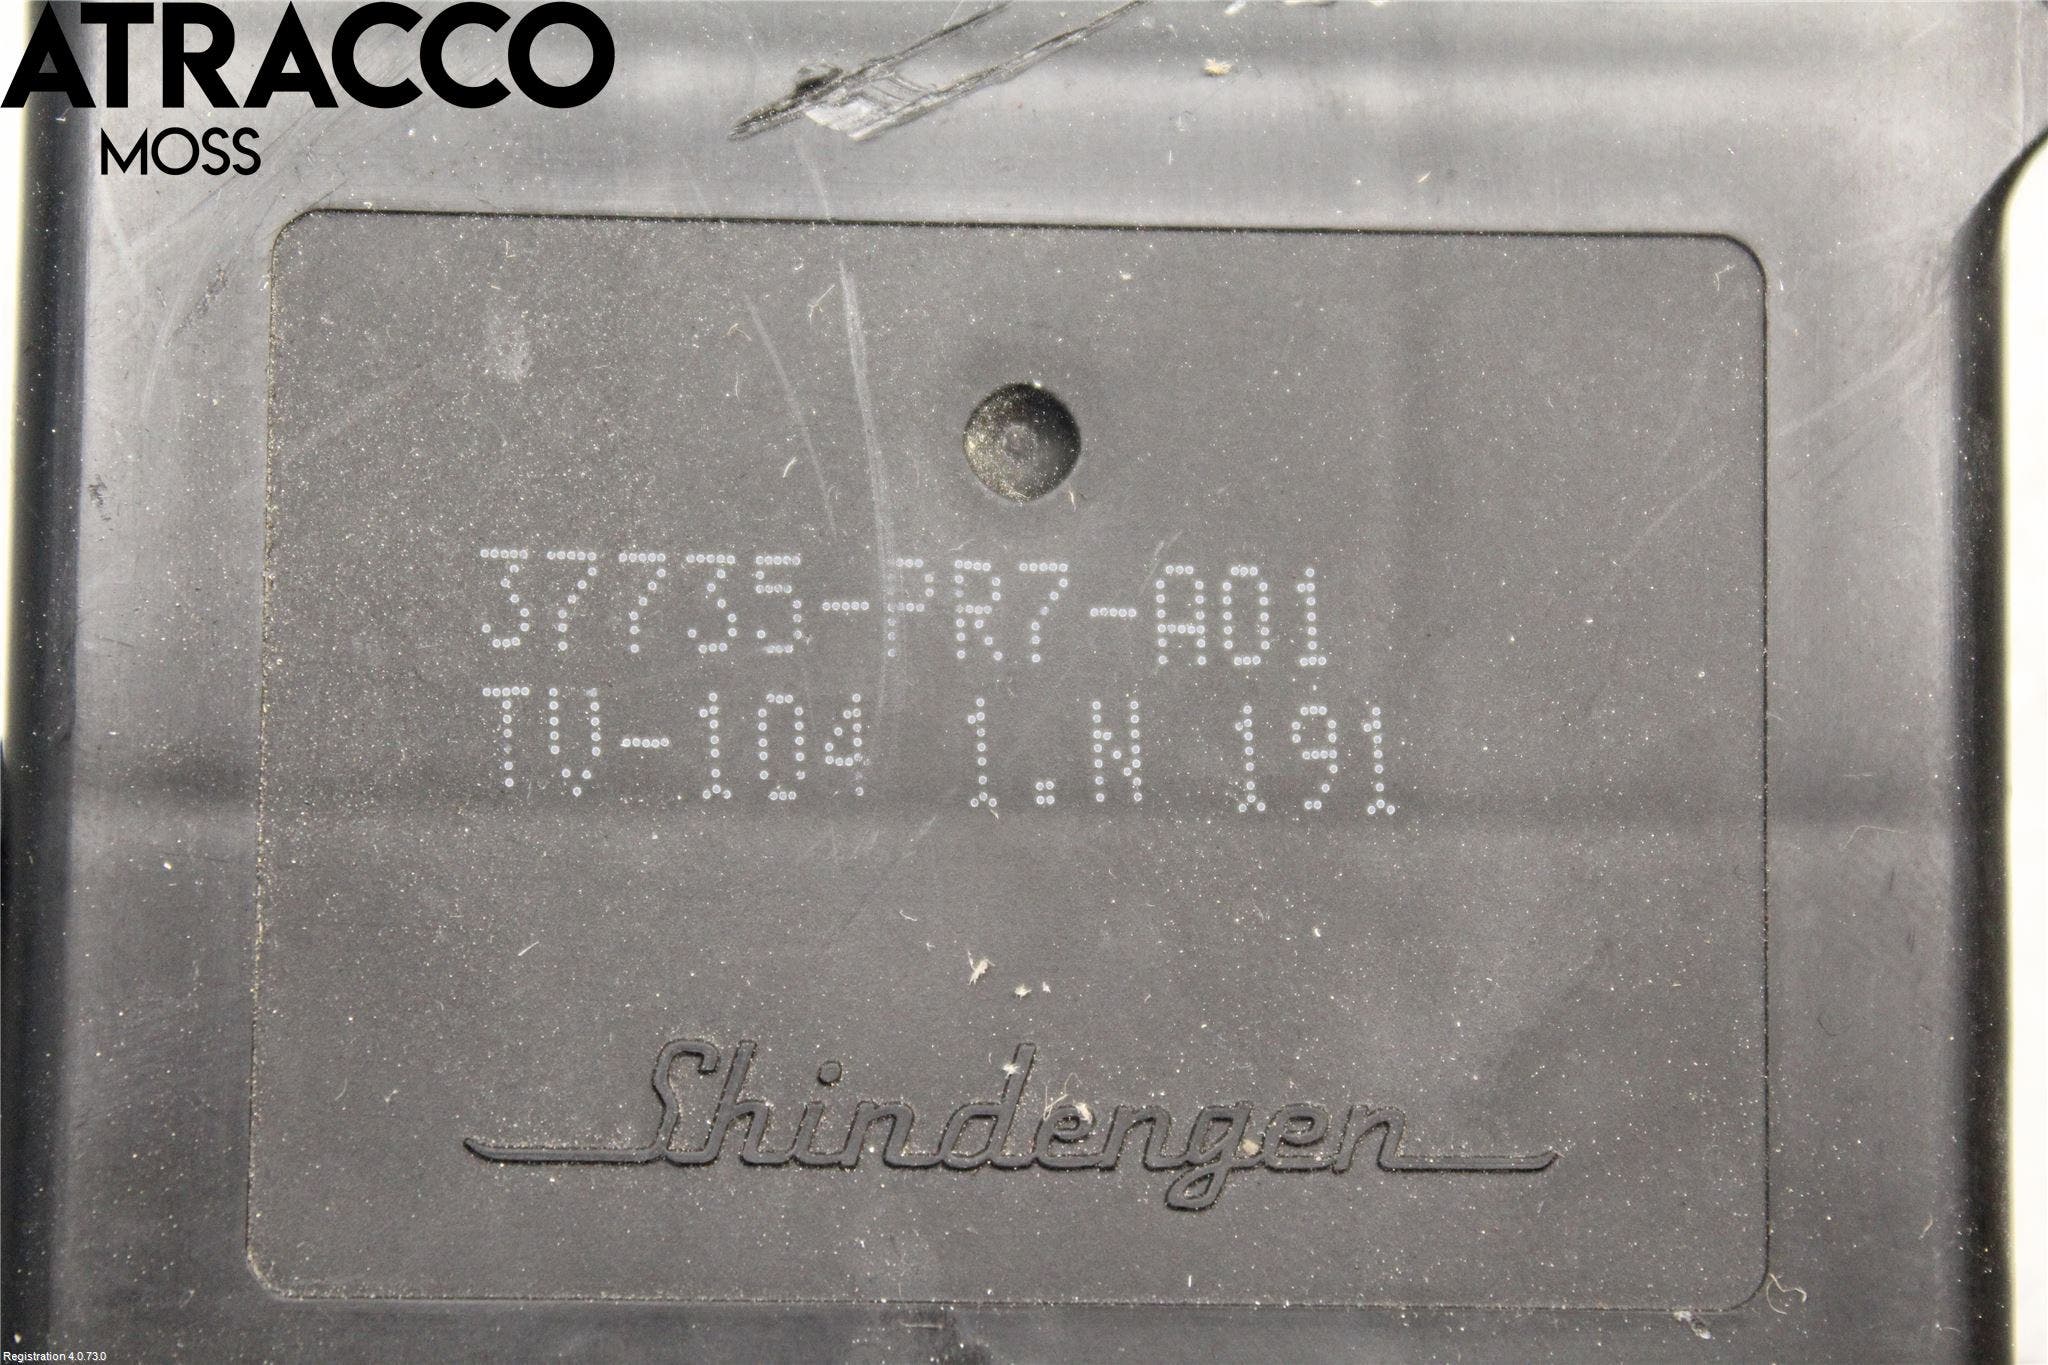 ATRACCO
MOSS
37735-PR7-A01
TV-104 1.N 191
Shindengen
Registration 4.0.73.0